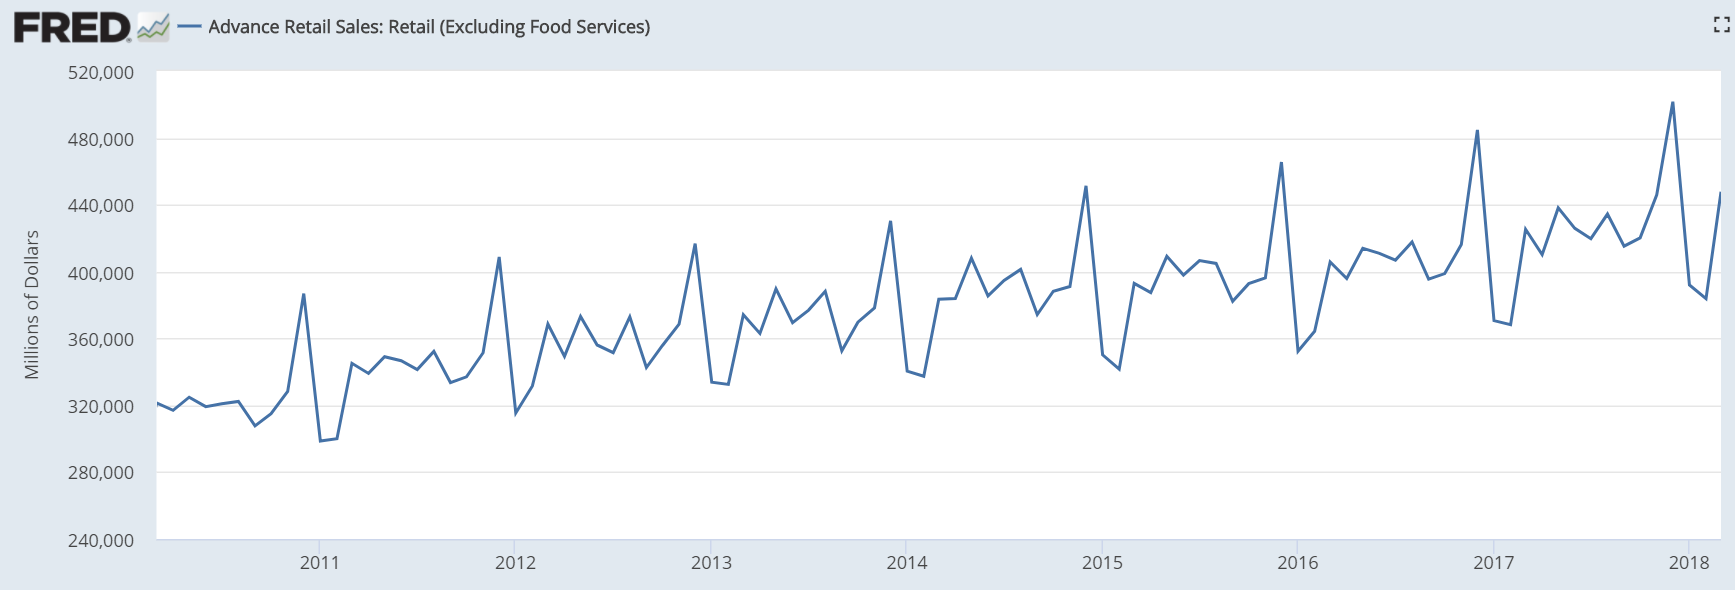 FRED Advance Retail Sales: Retail (Excluding Food Services)
520,000
480,000
440,000
400,000
360,000
320,000
280,000
240,000
Millions of Dollars
2011 2012 2013 2014 2015 2016 2017 2018